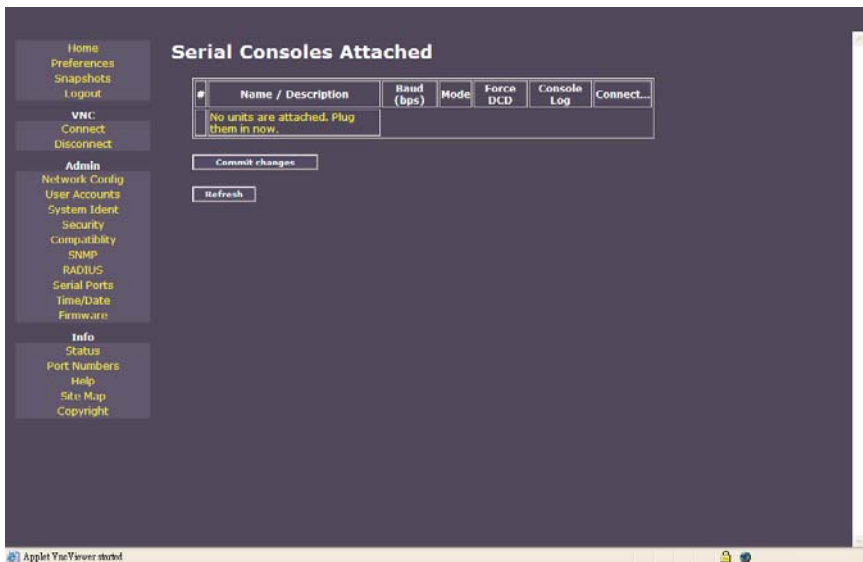 Home
Preferences
Snapshots
Logout
VNC
Connect
Disconnect
Admin
Network Config
User Accounts
System Ident
Security
Compatiblity
SNMP
RADIUS
Serial Ports
Time/Date
Firmware
Info
Status
Port Numbers
Help
Site Map
Copyright
Serial Consoles Attached
# Name / Description Baud (bps) Mode Force DCD Console Log Connect...
No units are attached. Plug
them in now.
Commit changes
Refresh
Applet VncViewer started